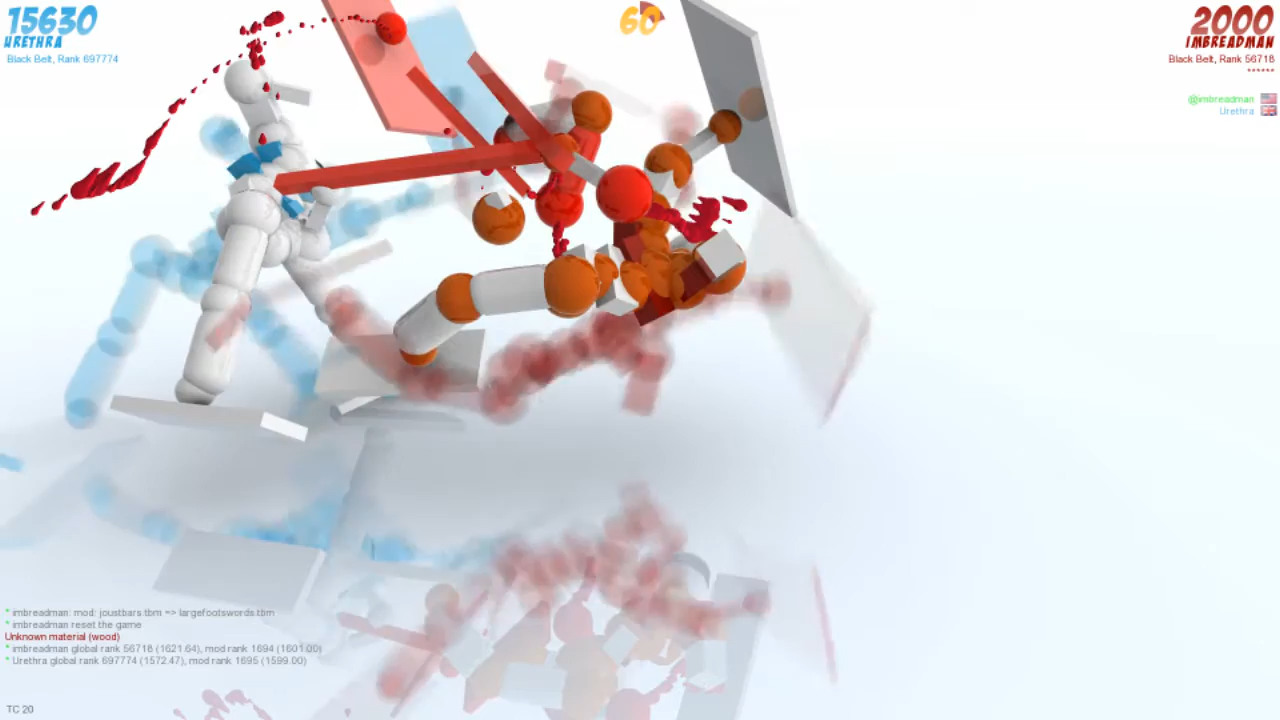 15630
URETHRA
Black Belt, Rank 697774
60
2000
IMBREADMAN
Black Belt, Rank 56718
@imbreadman
Urethra
* imbreadman: mod: joustbars.tbm => largefootswords.tbm
* imbreadman reset the game
Unknown material (wood)
* imbreadman global rank 56718 (1621.64), mod rank 1694 (1601.00)
* Urethra global rank 697774 (1572.47), mod rank 1695 (1599.00)
TC 20